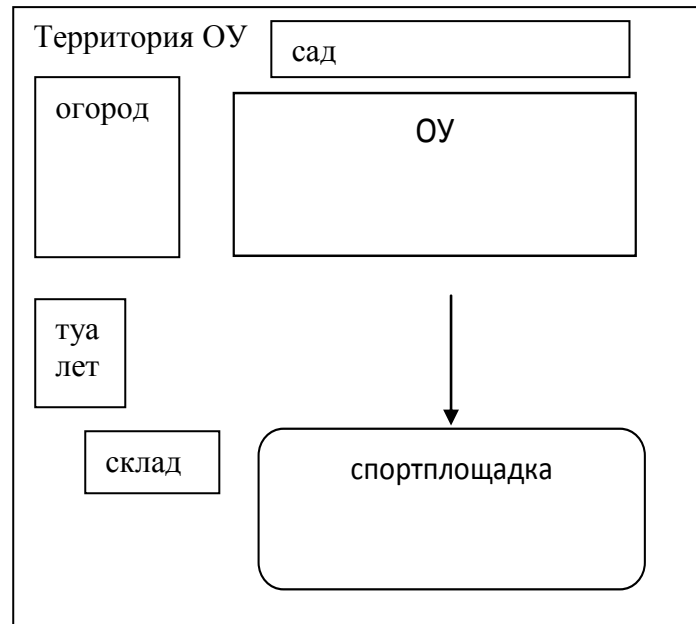 Территория ОУ
сад
огород
ОУ
туа
лет
склад
спортплощадка